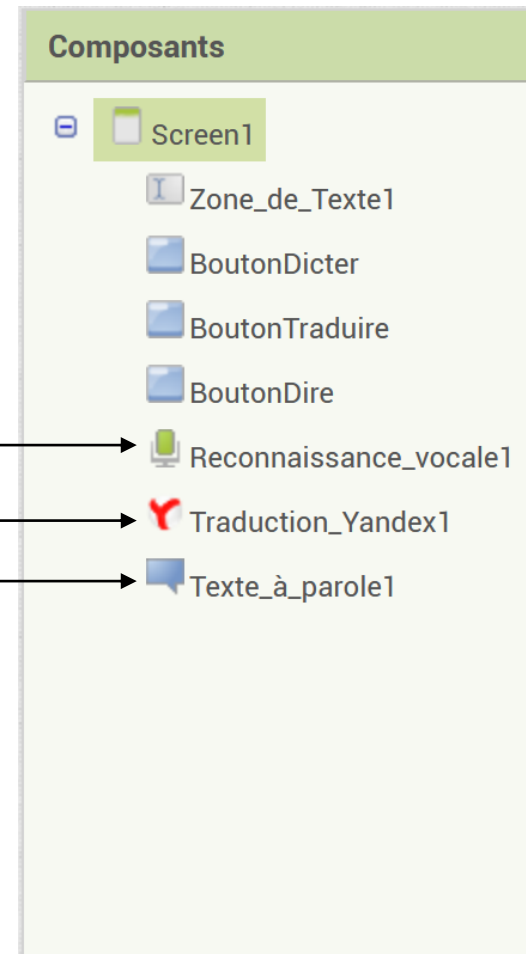 Composants
Screen1
Zone_de_Texte1
BoutonDicter
BoutonTraduire
BoutonDire
Reconnaissance_vocale1
Traduction_Yandex1
Texte_à_parole1